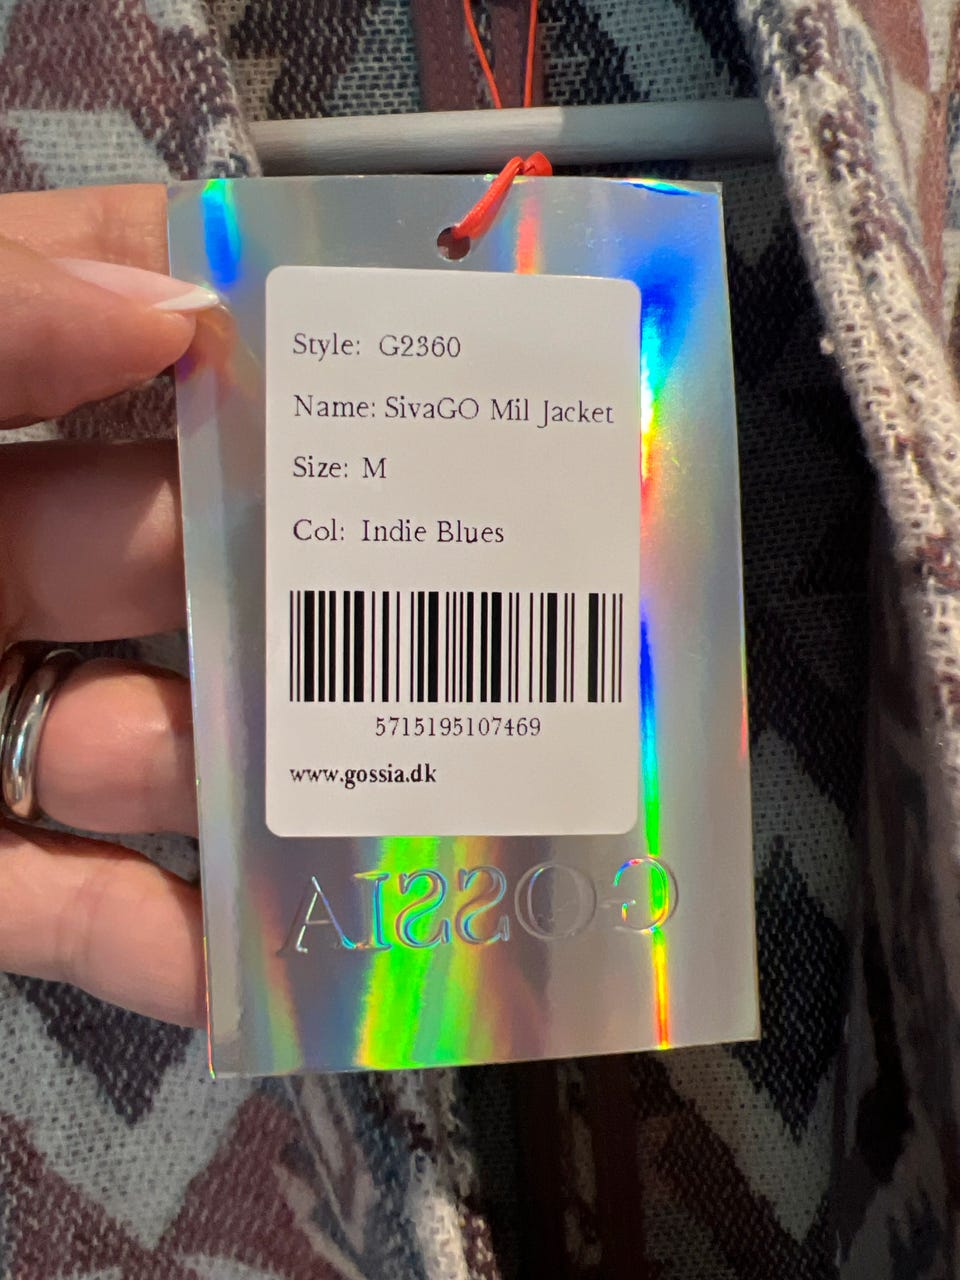 Style: G2360
Name: SivaGO Mil Jacket
Size: M
Col: Indie Blues
5715195107469
www.gossia.dk
GOSSIA